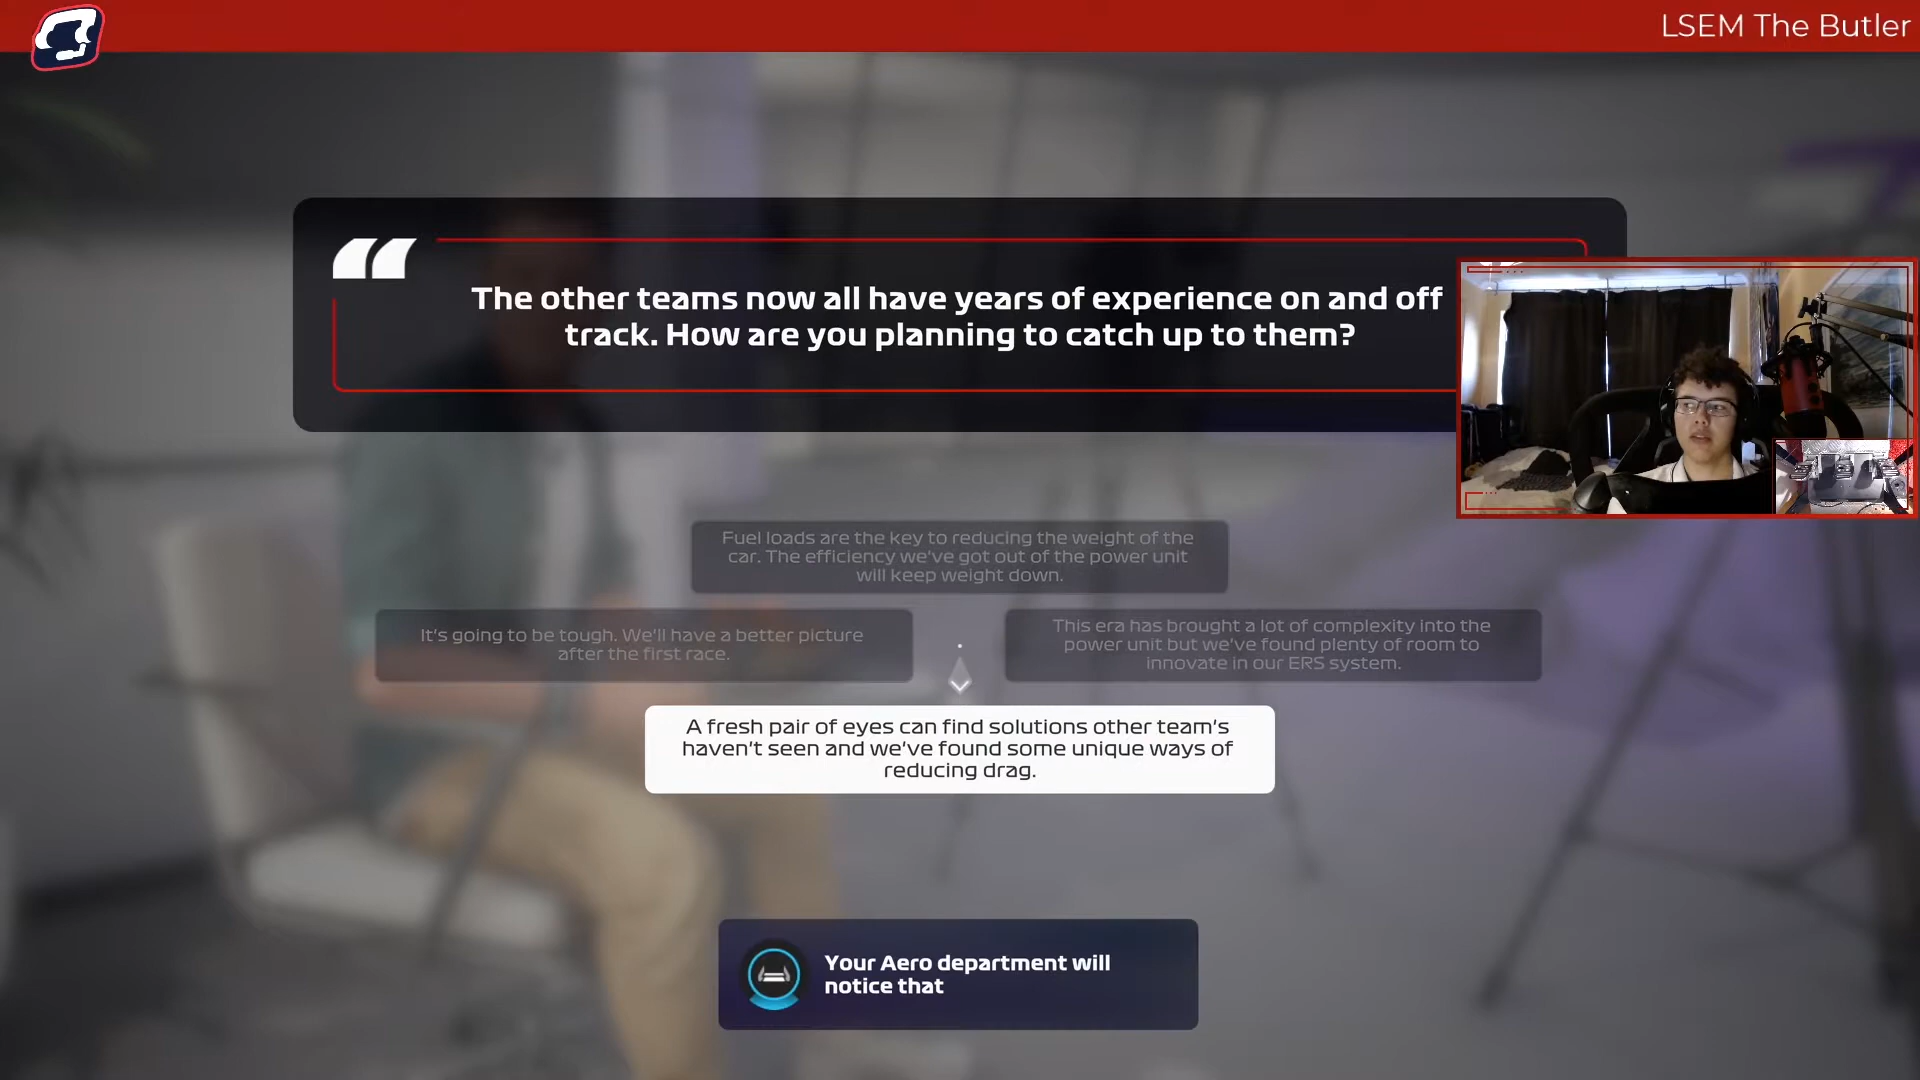 LSEM The Butler
The other teams now all have years of experience on and off
track. How are you planning to catch up to them?
Fuel loads are the key to reducing the weight of the
car. The efficiency we've got out of the power unit
will keep weight down.
It's going to be tough. We'll have a better picture
after the first race.
This era has brought a lot of complexity into the
power unit but we've found plenty of room to
innovate in our ERS system.
A fresh pair of eyes can find solutions other team's
haven't seen and we've found some unique ways of
reducing drag.
Your Aero department will
notice that